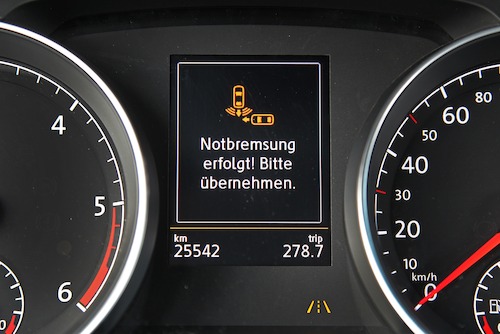 Notbremsung
erfolgt! Bitte
übernehmen.
km trip
25542 278.7
4
5
6
80
60
50
40
30
20
10
0
km/h